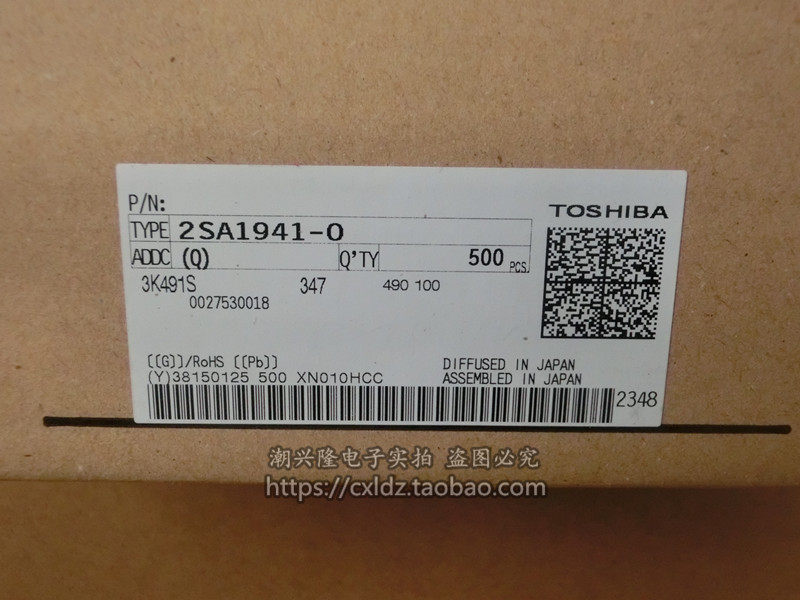 P/N:
TOSHIBA
TYPE 2SA1941-O
ADDC (Q) Q'TY 500 PCS.
3K491S 347 490 100
0027530018
[[G]]/RoHS [[Pb]]
DIFFUSED IN JAPAN
(Y)38150125 500 XN010HCC
ASSEMBLED IN JAPAN
2348
潮兴隆电子实拍 盗图必究
https://cxldz.taobao.com